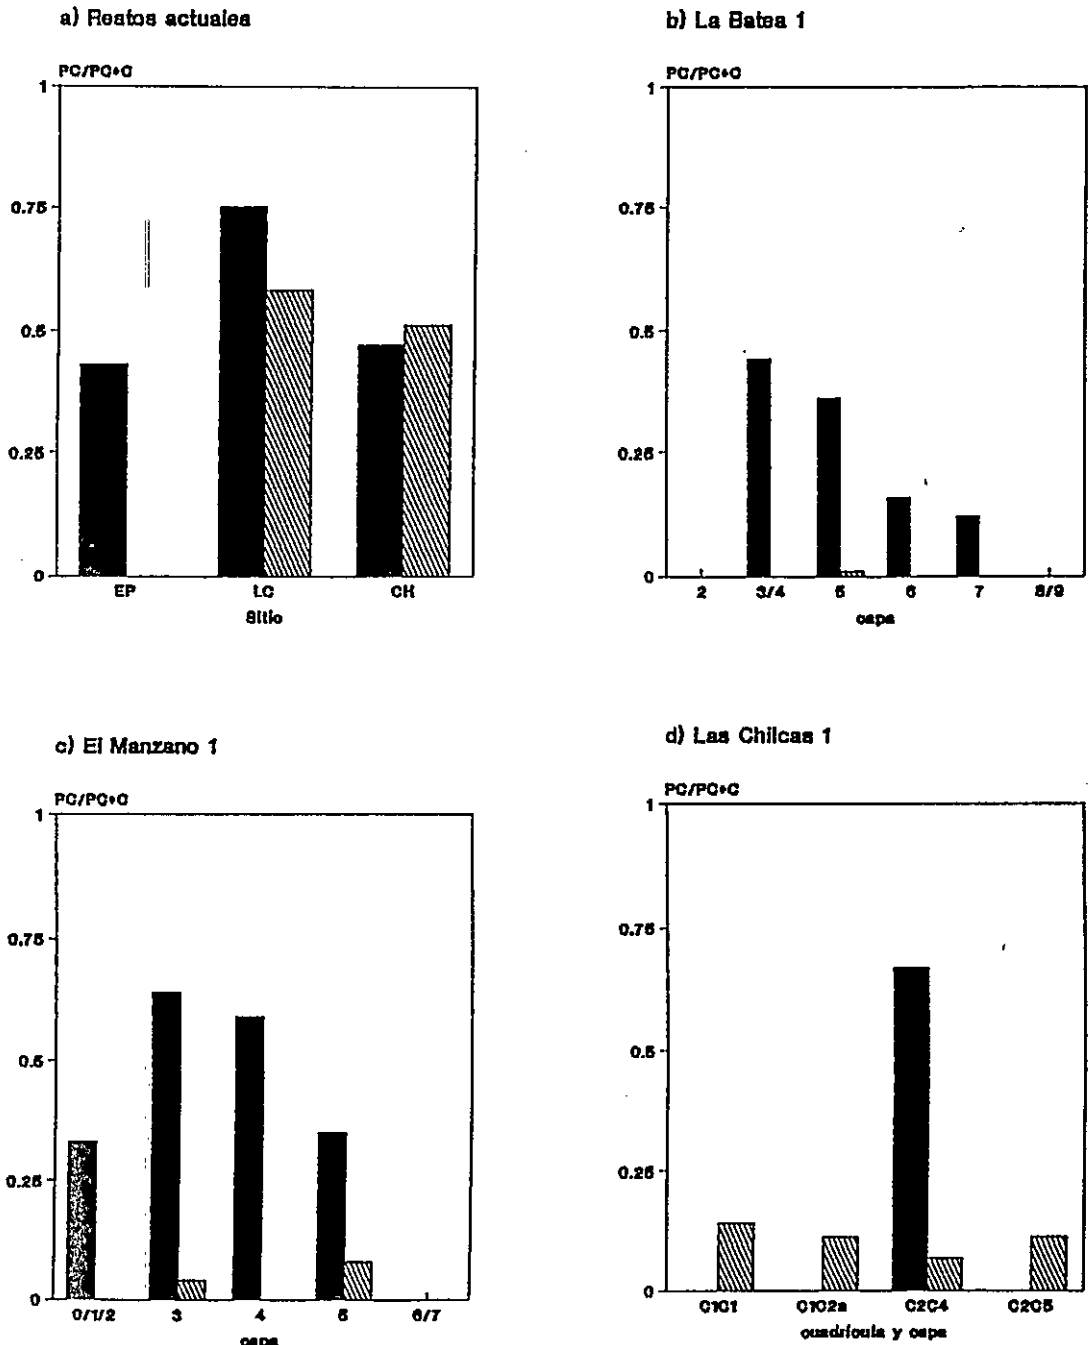 a) Restos actuales
PC/PC+C
1
0.75
0.5
0.25
0
EP LC CH
Sitio
b) La Batea 1
PC/PC+C
1
0.75
0.5
0.25
0
2 3/4 5 6 7 8/9
capa
c) El Manzano 1
PC/PC+C
1
0.75
0.5
0.25
0
0/1/2 3 4 5 6/7
capa
d) Las Chilcas 1
PC/PC+C
1
0.75
0.5
0.25
0
C1C1 C1C2a C2C4 C2C5
cuadrícula y capa